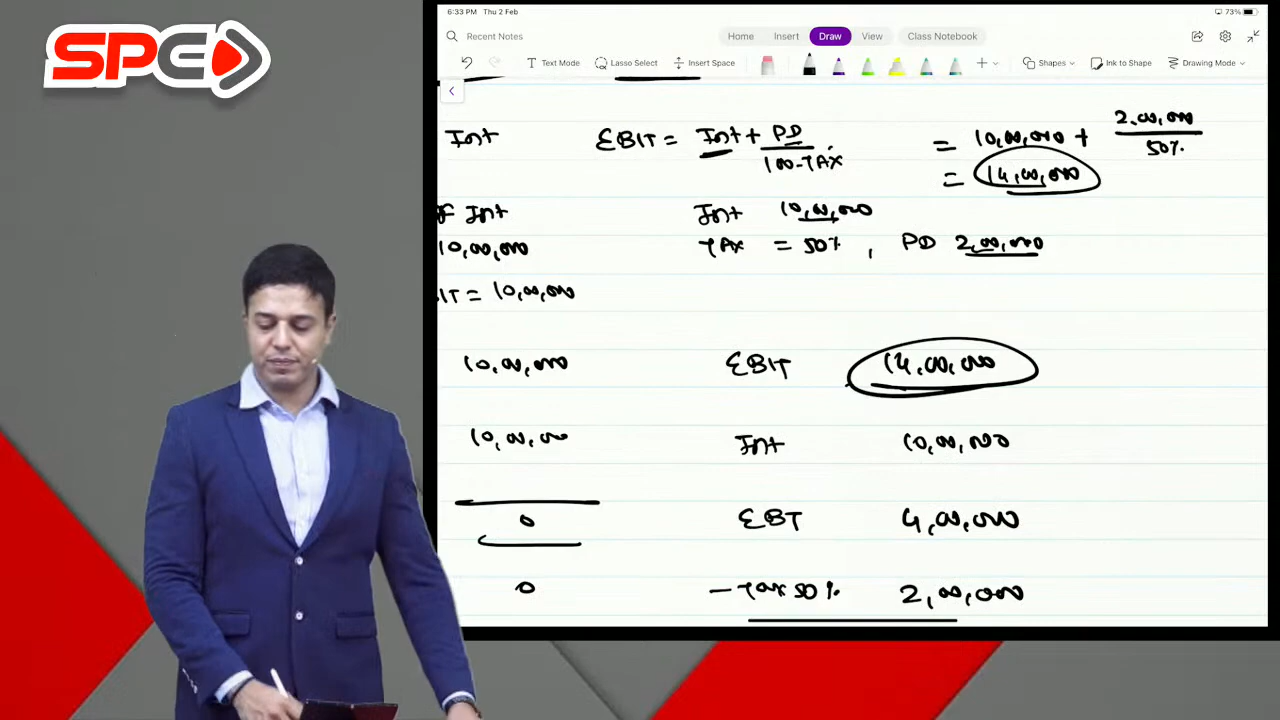 SPED
6:33 PM Thu 2 Feb
73%
Recent Notes
Home Insert Draw View Class Notebook
Text Mode Lasso Select Insert Space Shapes Ink to Shape Drawing Mode
Int EBIT = Int + PD / 100-TAX = 10,00,000 + 2,00,000 / 50%
= 14,00,000
F Int Int 10,00,000
10,00,000 TAX = 50%, PD 2,00,000
IT = 10,00,000
10,00,000 EBIT 14,00,000
10,00,000 Int 10,00,000
0 EBT 4,00,000
0 - Tax 50% 2,00,000